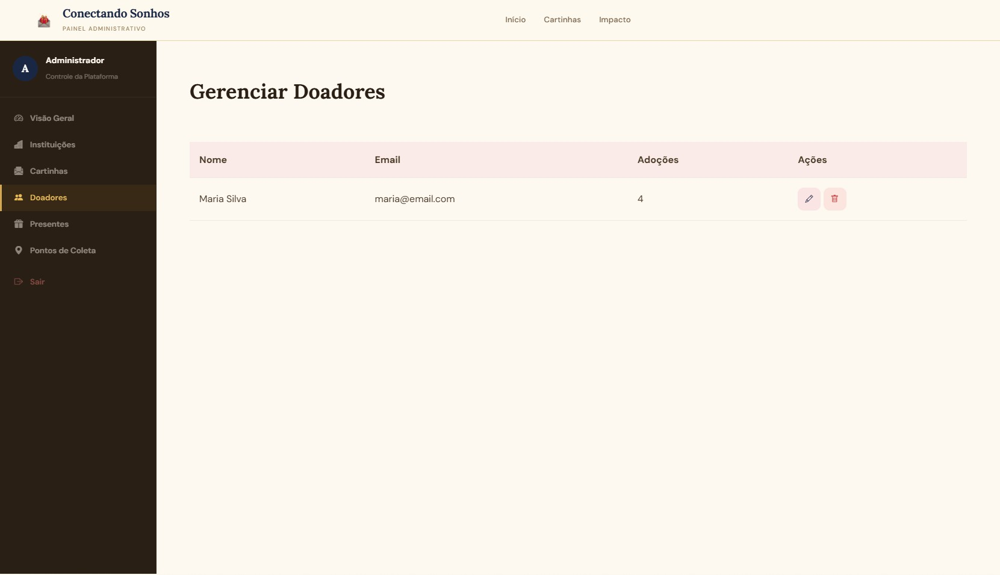 Conectando Sonhos
PAINEL ADMINISTRATIVO
Início
Cartinhas
Impacto
A
Administrador
Controle da Plataforma
Visão Geral
Instituições
Cartinhas
Doadores
Presentes
Pontos de Coleta
Sair
Gerenciar Doadores
Nome Email Adoções Ações
Maria Silva maria@email.com 4